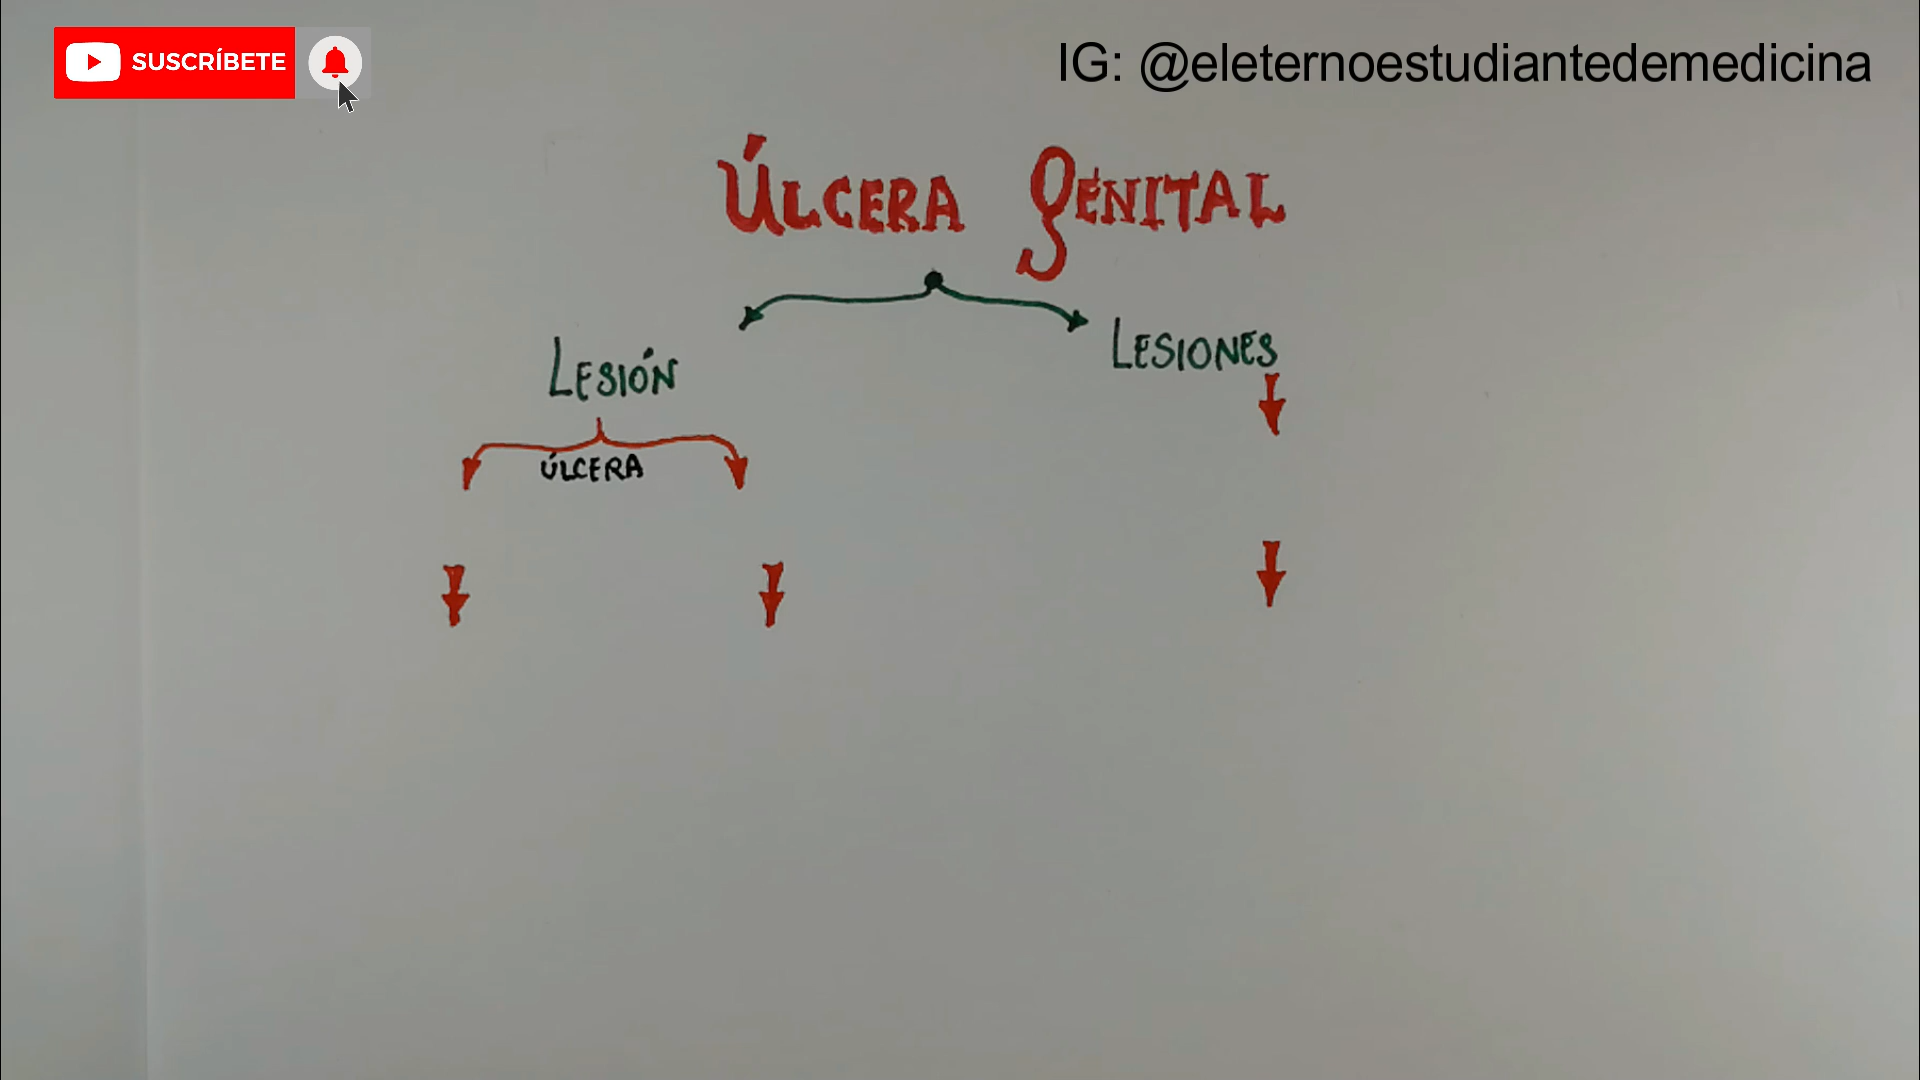 SUSCRÍBETE
IG: @eleternoestudiantedemedicina
ÚLCERA GENITAL
LESIÓN
LESIONES
ÚLCERA